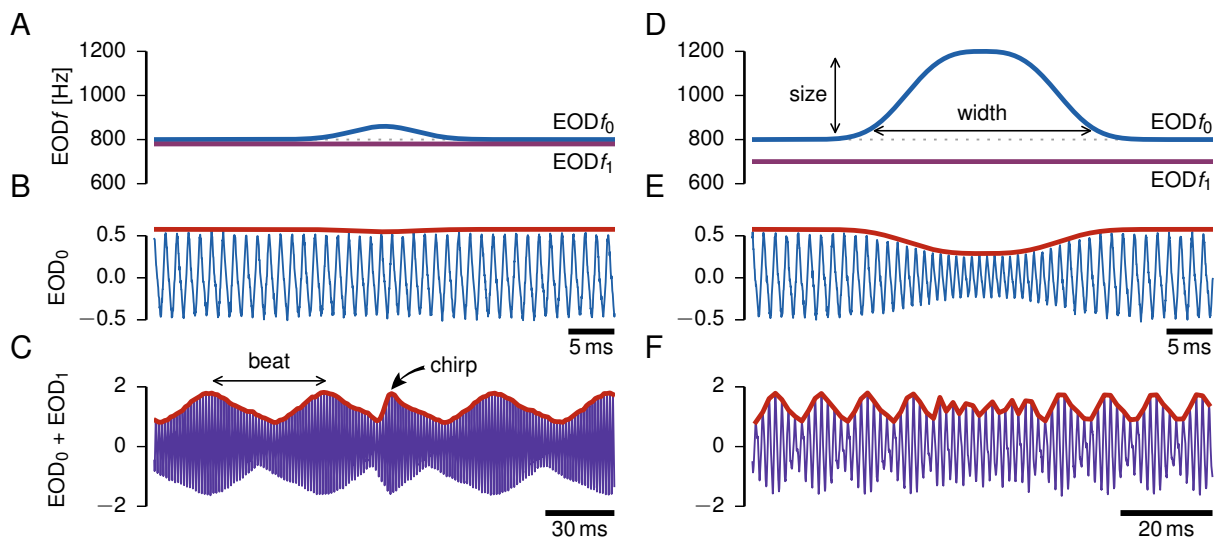 A
EODf [Hz]
1200
1000
800
600
EODf₀
EODf₁
B
EOD₀
0.5
0.0
−0.5
5 ms
C
EOD₀ + EOD₁
2
0
−2
beat
chirp
30 ms
D
1200
1000
800
600
size
width
EODf₀
EODf₁
E
0.5
0.0
−0.5
5 ms
F
2
0
−2
20 ms